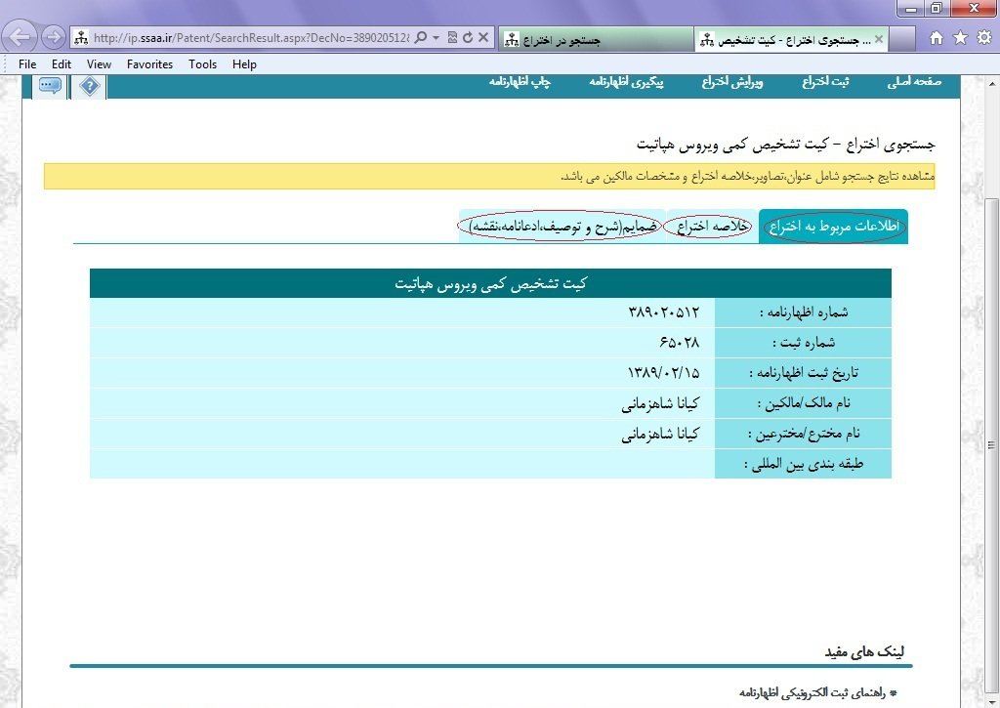 http://ip.ssaa.ir/Patent/SearchResult.aspx?DecNo=389020512
جستجو در اختراع
جستجوی اختراع - کیت تشخیص ...
File Edit View Favorites Tools Help
صفحه اصلی ثبت اختراع ویرایش اختراع پیگیری اظهارنامه چاپ اظهارنامه
جستجوی اختراع - کیت تشخیص کمی ویروس هپاتیت
مشاهده نتایج جستجو شامل عنوان،تصاویر،خلاصه اختراع و مشخصات مالکین می باشد.
اطلاعات مربوط به اختراع خلاصه اختراع ضمایم(شرح و توصیف،ادعانامه،نقشه)
کیت تشخیص کمی ویروس هپاتیت
شماره اظهارنامه : ۳۸۹۰۲۰۵۱۲
شماره ثبت : ۶۵۰۲۸
تاریخ ثبت اظهارنامه : ۱۳۸۹/۰۲/۱۵
نام مالک/مالکین : کیانا شاهزمانی
نام مخترع/مخترعین : کیانا شاهزمانی
طبقه بندی بین المللی :
لینک های مفید
* راهنمای ثبت الکترونیکی اظهارنامه